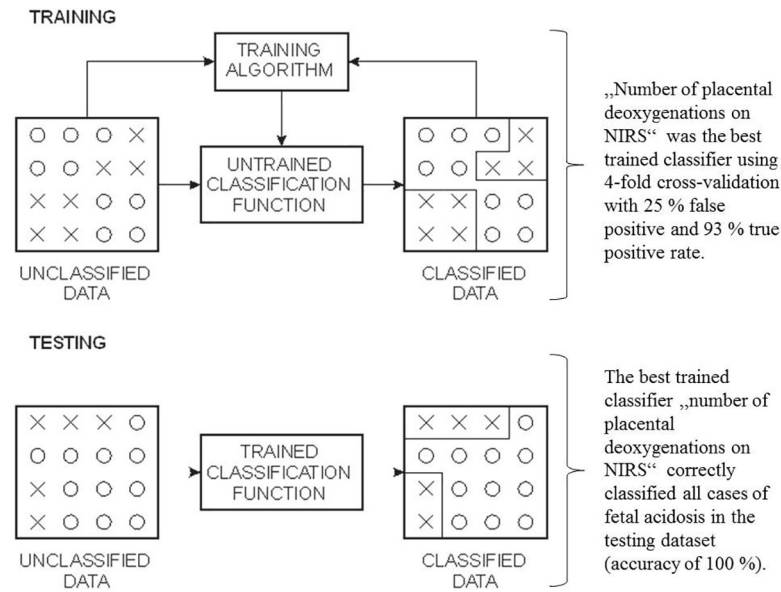 TRAINING
TRAINING
ALGORITHM
UNTRAINED
CLASSIFICATION
FUNCTION
UNCLASSIFIED
DATA
CLASSIFIED
DATA
„Number of placental
deoxygenations on
NIRS“ was the best
trained classifier using
4-fold cross-validation
with 25 % false
positive and 93 % true
positive rate.
TESTING
TRAINED
CLASSIFICATION
FUNCTION
UNCLASSIFIED
DATA
CLASSIFIED
DATA
The best trained
classifier „number of
placental
deoxygenations on
NIRS“ correctly
classified all cases of
fetal acidosis in the
testing dataset
(accuracy of 100 %).